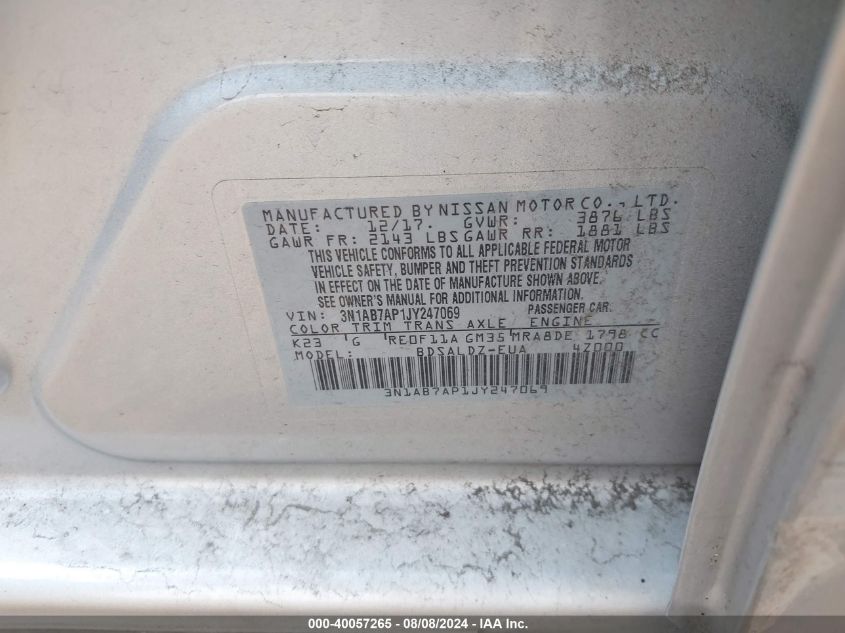 MANUFACTURED BY NISSAN MOTOR CO., LTD.
DATE: 12/17. GVWR: 3876 LBS
GAWR FR: 2143 LBS GAWR RR: 1881 LBS
THIS VEHICLE CONFORMS TO ALL APPLICABLE FEDERAL MOTOR
VEHICLE SAFETY, BUMPER AND THEFT PREVENTION STANDARDS
IN EFFECT ON THE DATE OF MANUFACTURE SHOWN ABOVE.
SEE OWNER'S MANUAL FOR ADDITIONAL INFORMATION.
VIN: 3N1AB7AP1JY247069 PASSENGER CAR.
COLOR TRIM TRANS AXLE ENGINE
K23 G RE0F11A GM35 MRA8DE 1798 CC
MODEL: BDSALDZ-EUA 4Z000
3N1AB7AP1JY247069
000-40057265 - 08/08/2024 - IAA Inc.